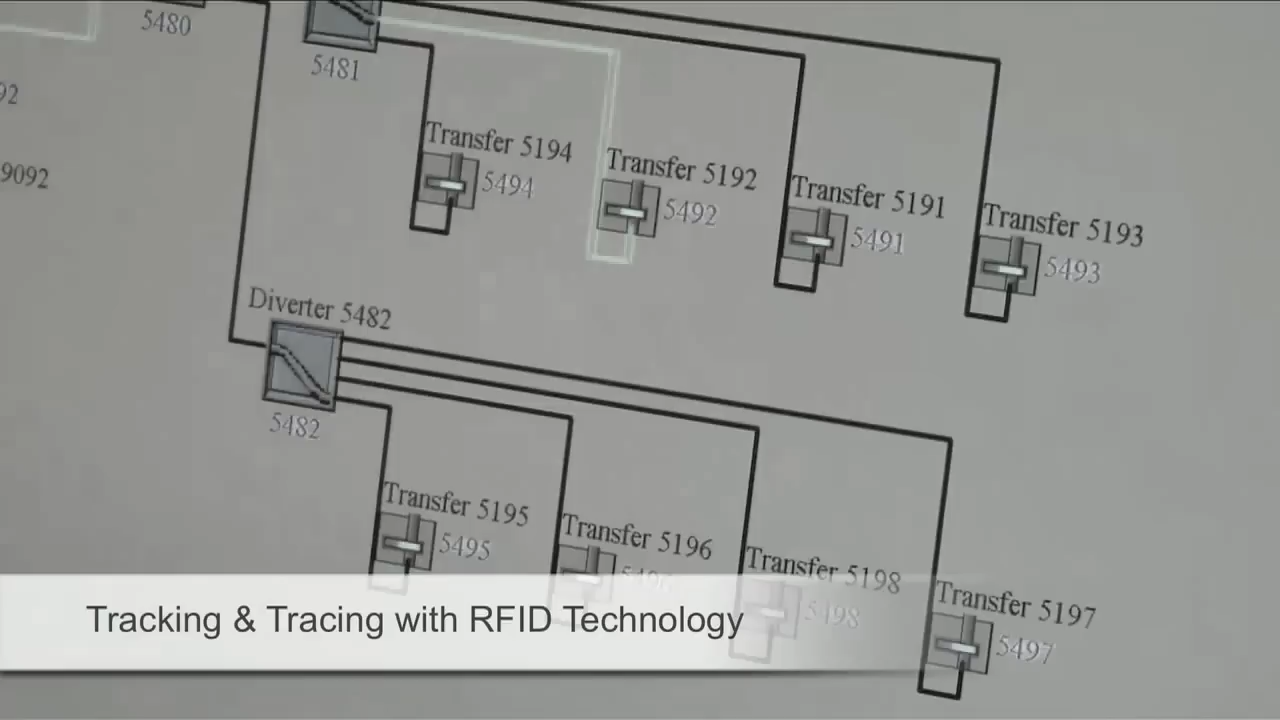 5480
5481
92
9092
Transfer 5194
5494
Transfer 5192
5492
Transfer 5191
5491
Transfer 5193
5493
Diverter 5482
5482
Transfer 5195
5495
Transfer 5196
5496
Transfer 5198
5498
Transfer 5197
5497
Tracking & Tracing with RFID Technology